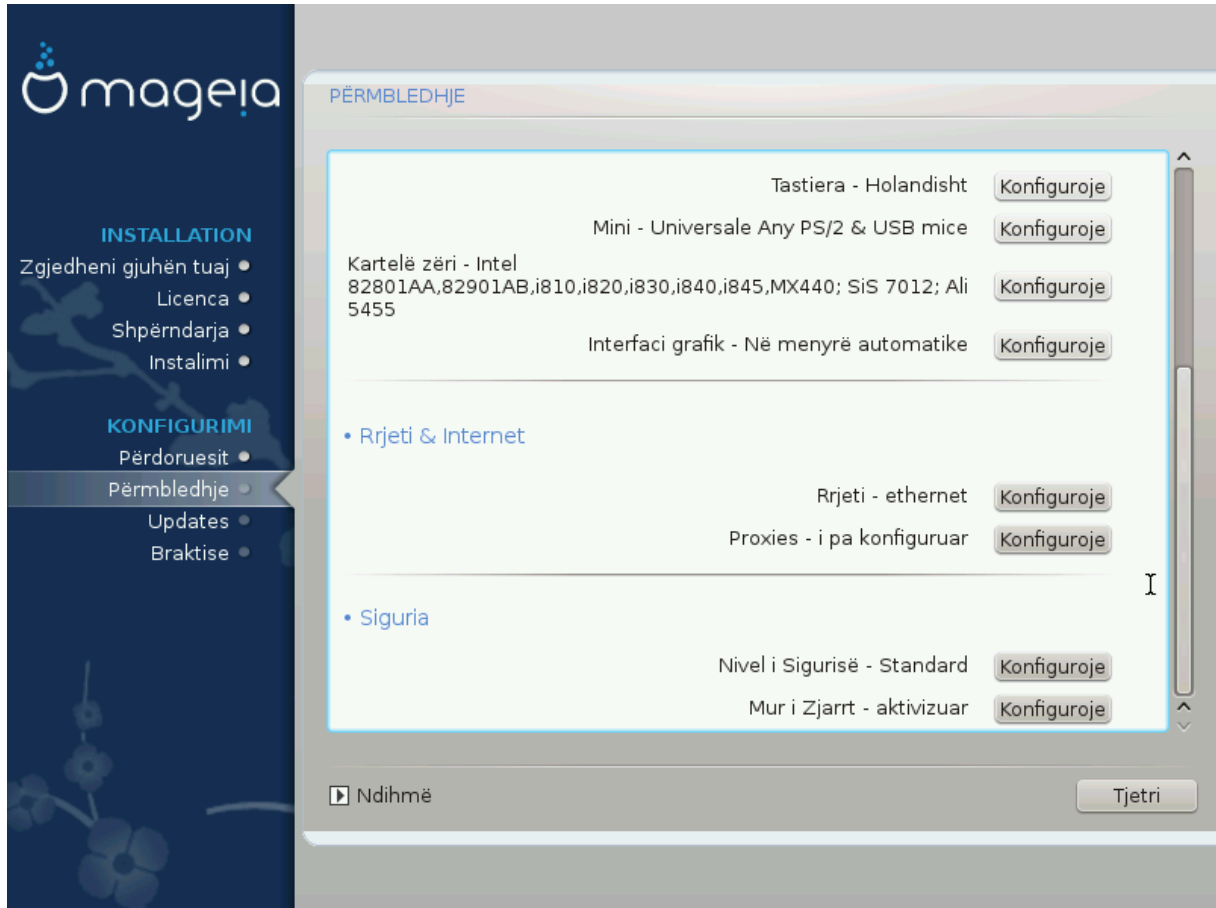 mageia
INSTALLATION
Zgjedheni gjuhën tuaj
Licenca
Shpërndarja
Instalimi
KONFIGURIMI
Përdoruesit
Përmbledhje
Updates
Braktise
PËRMBLEDHJE
Tastiera - Holandisht Konfiguroje
Mini - Universale Any PS/2 & USB mice Konfiguroje
Kartelë zëri - Intel
82801AA,82901AB,i810,i820,i830,i840,i845,MX440; SiS 7012; Ali Konfiguroje
5455
Interfaci grafik - Në menyrë automatike Konfiguroje
• Rrjeti & Internet
Rrjeti - ethernet Konfiguroje
Proxies - i pa konfiguruar Konfiguroje
• Siguria
Nivel i Sigurisë - Standard Konfiguroje
Mur i Zjarrt - aktivizuar Konfiguroje
Ndihmë
Tjetri